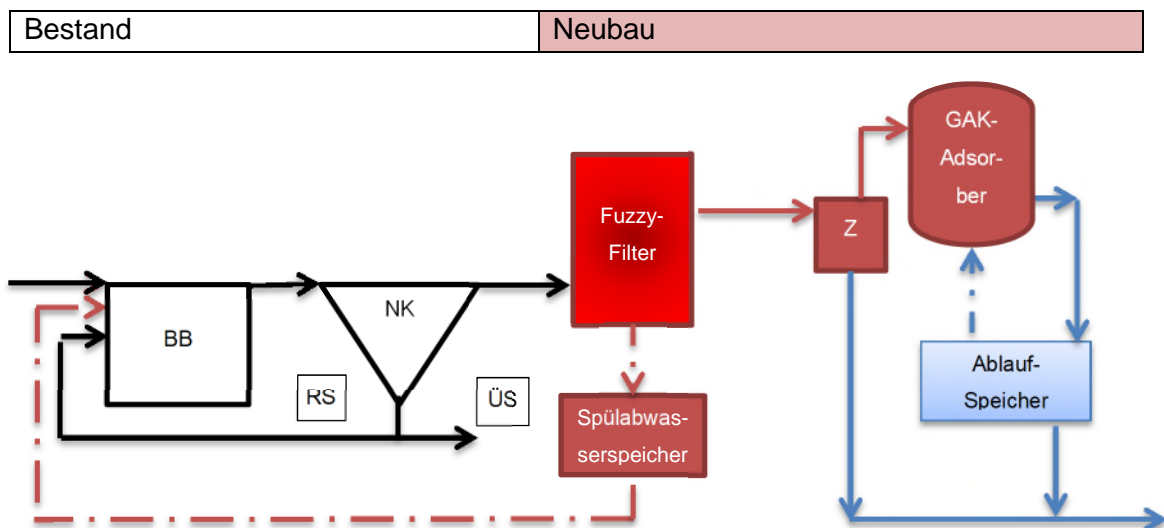 Bestand
Neubau
BB
NK
RS
ÜS
Fuzzy-
Filter
Spülabwas-
serspeicher
Z
GAK-
Adsor-
ber
Ablauf-
Speicher